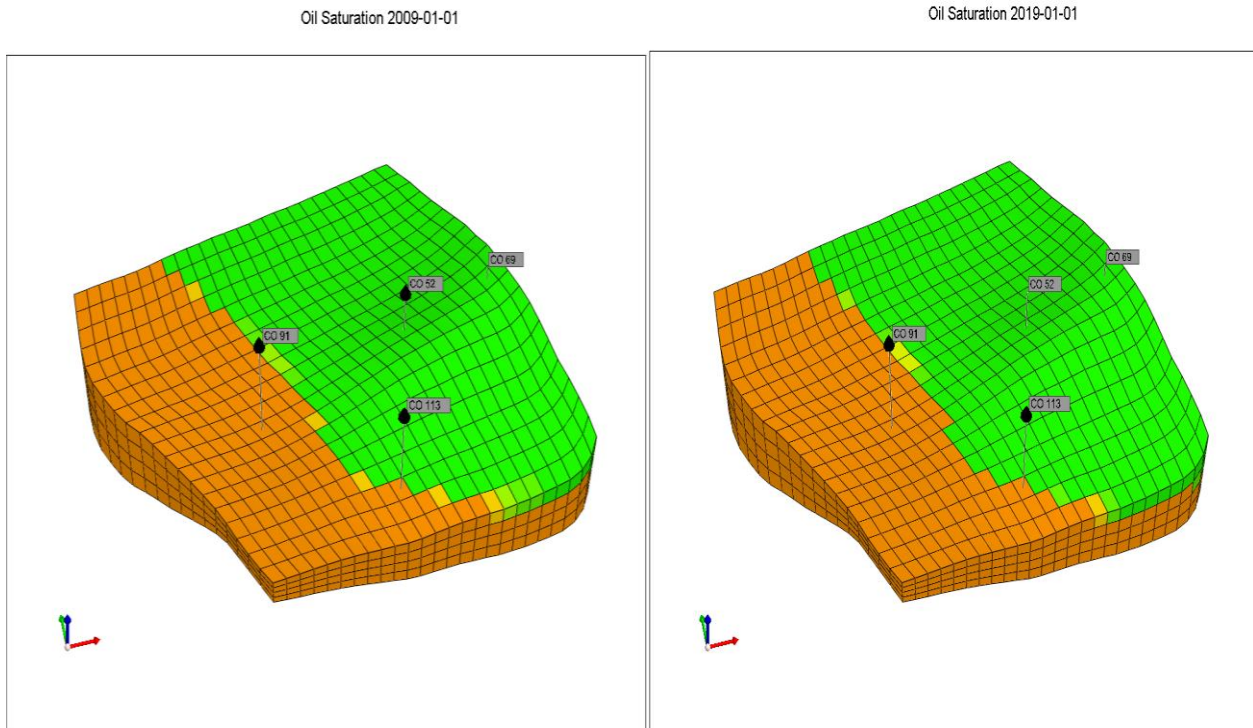 Oil Saturation 2009-01-01
CO 69
CO 52
CO 91
CO 113
Oil Saturation 2019-01-01
CO 69
CO 52
CO 91
CO 113